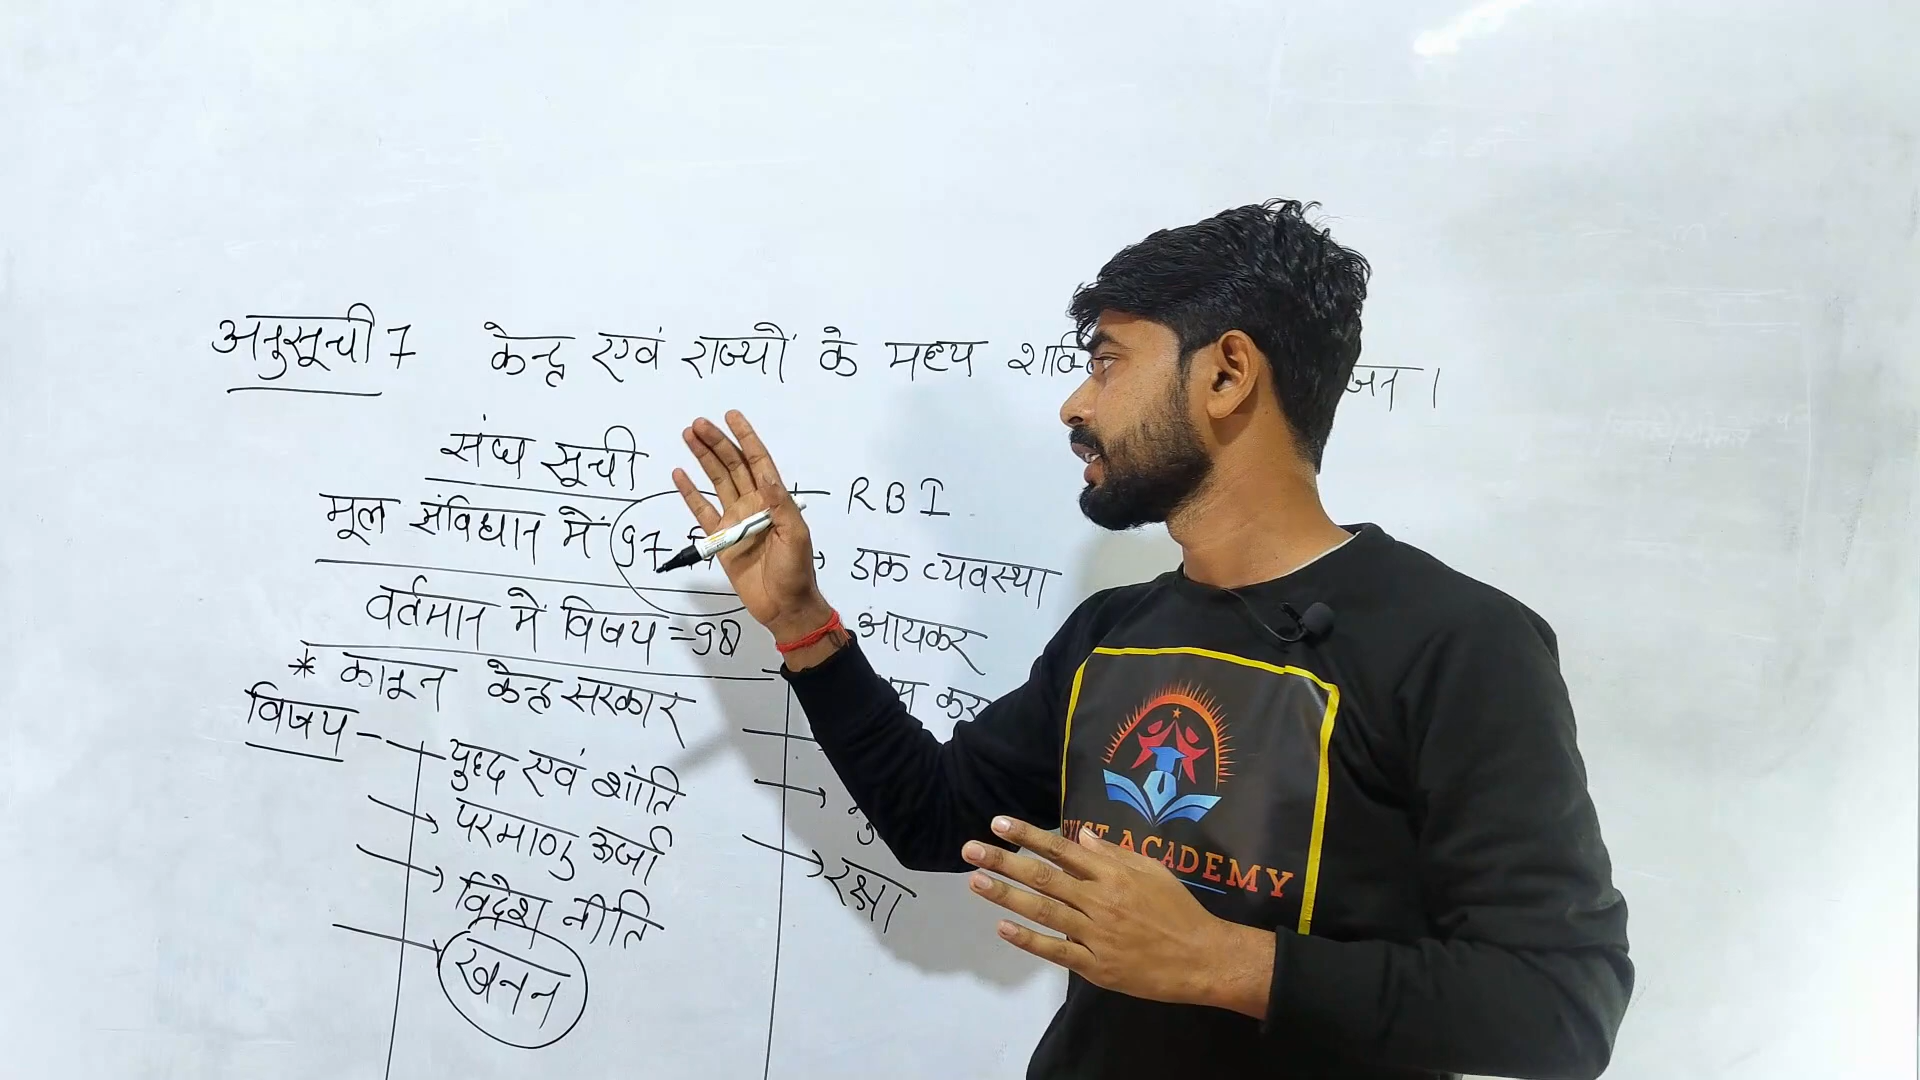 अनुसूची 7 केन्द्र एवं राज्यों के मध्य
संघ सूची
मूल संविधान में 97
वर्तमान में विषय =98
* कानून केन्द्र सरकार
विषय -
→ युद्ध एवं शांति
→ परमाणु ऊर्जा
→ विदेश नीति
→ खनन
RBI
→ डाक व्यवस्था
आयकर
→ रक्षा
ACADEMY